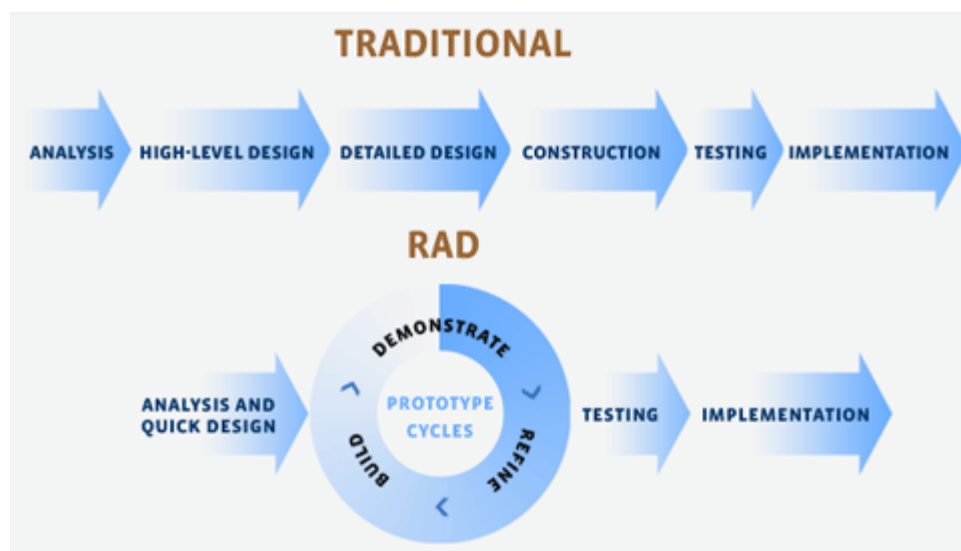 TRADITIONAL
ANALYSIS
HIGH-LEVEL DESIGN
DETAILED DESIGN
CONSTRUCTION
TESTING
IMPLEMENTATION
RAD
ANALYSIS AND
QUICK DESIGN
DEMONSTRATE
REFINE
BUILD
PROTOTYPE
CYCLES
TESTING
IMPLEMENTATION